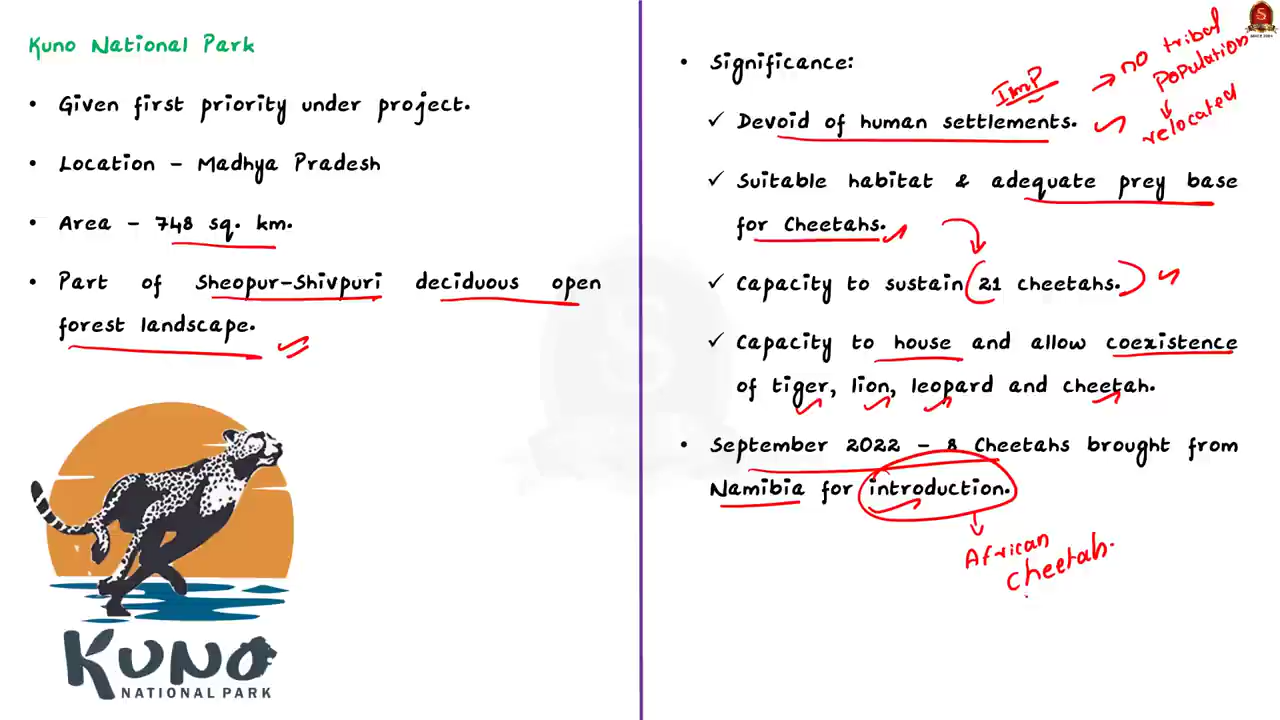 Kuno National Park
• Given first priority under project.
• Location – Madhya Pradesh
• Area – 748 sq. km.
• Part of Sheopur-Shivpuri deciduous open
forest landscape.
KUNO
NATIONAL PARK
• Significance:
ImP
→ no tribal
population
relocated
✓ Devoid of human settlements.
✓ Suitable habitat & adequate prey base
for Cheetahs.
✓ Capacity to sustain 21 cheetahs.
✓ Capacity to house and allow coexistence
of tiger, lion, leopard and cheetah.
• September 2022 – 8 Cheetahs brought from
Namibia for introduction.
African
cheetah.
S